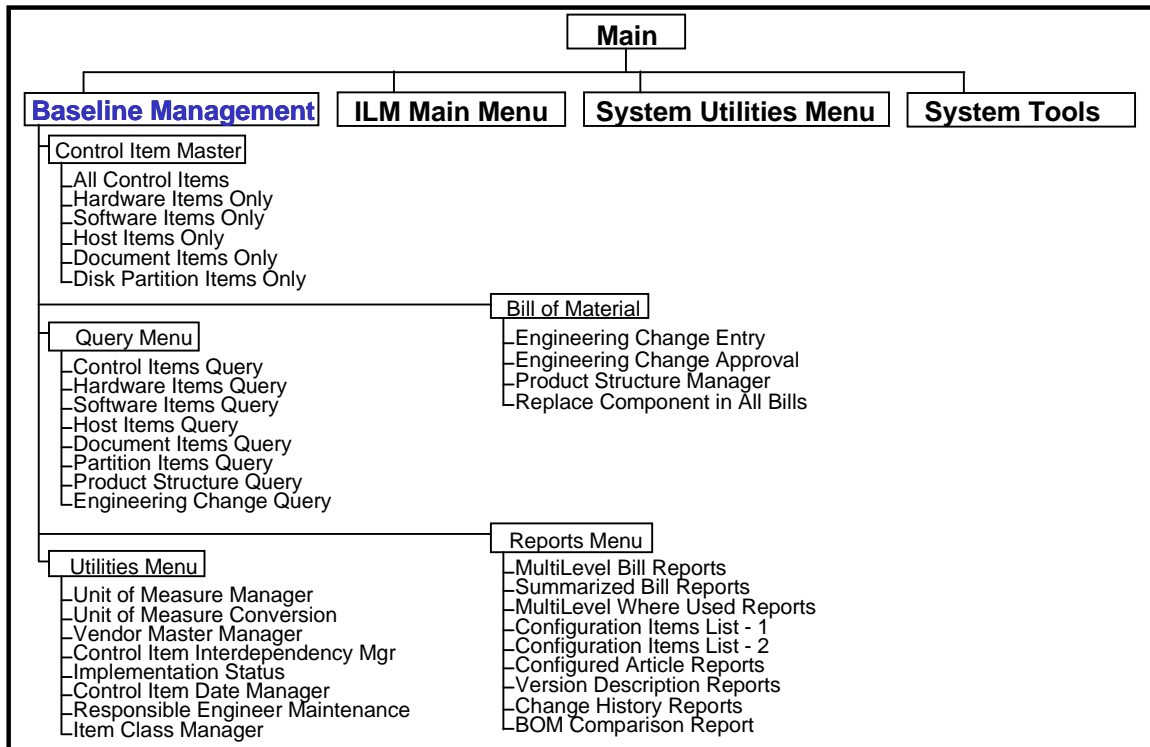 Main
Baseline Management
ILM Main Menu
System Utilities Menu
System Tools
Control Item Master
All Control Items
Hardware Items Only
Software Items Only
Host Items Only
Document Items Only
Disk Partition Items Only
Bill of Material
Engineering Change Entry
Engineering Change Approval
Product Structure Manager
Replace Component in All Bills
Query Menu
Control Items Query
Hardware Items Query
Software Items Query
Host Items Query
Document Items Query
Partition Items Query
Product Structure Query
Engineering Change Query
Reports Menu
MultiLevel Bill Reports
Summarized Bill Reports
MultiLevel Where Used Reports
Configuration Items List - 1
Configuration Items List - 2
Configured Article Reports
Version Description Reports
Change History Reports
BOM Comparison Report
Utilities Menu
Unit of Measure Manager
Unit of Measure Conversion
Vendor Master Manager
Control Item Interdependency Mgr
Implementation Status
Control Item Date Manager
Responsible Engineer Maintenance
Item Class Manager